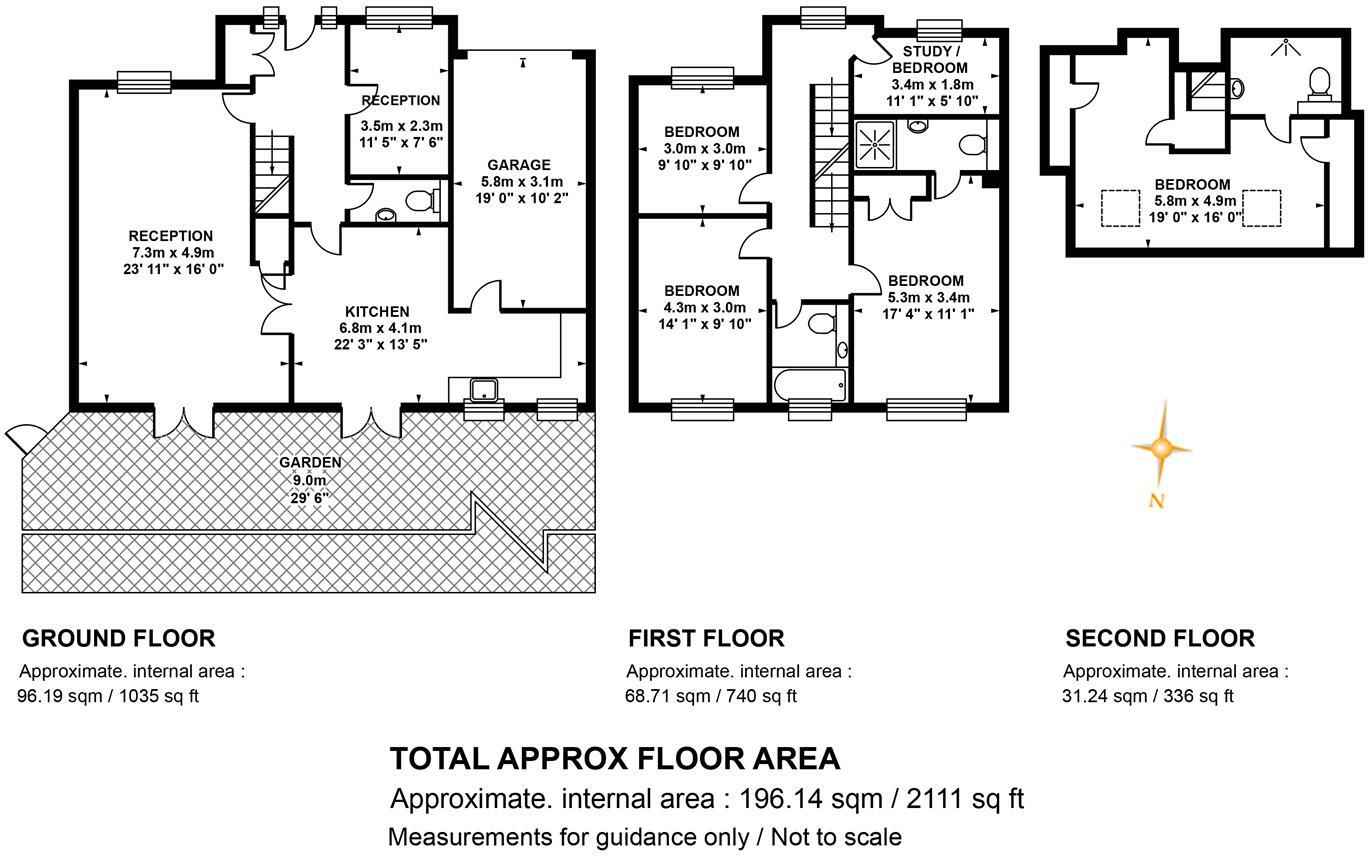 RECEPTION
3.5m x 2.3m
11' 5" x 7' 6"
GARAGE
5.8m x 3.1m
19' 0" x 10' 2"
RECEPTION
7.3m x 4.9m
23' 11" x 16' 0"
KITCHEN
6.8m x 4.1m
22' 3" x 13' 5"
GARDEN
9.0m
29' 6"
STUDY /
BEDROOM
3.4m x 1.8m
11' 1" x 5' 10"
BEDROOM
3.0m x 3.0m
9' 10" x 9' 10"
BEDROOM
4.3m x 3.0m
14' 1" x 9' 10"
BEDROOM
5.3m x 3.4m
17' 4" x 11' 1"
BEDROOM
5.8m x 4.9m
19' 0" x 16' 0"
N
GROUND FLOOR
Approximate. internal area :
96.19 sqm / 1035 sq ft
FIRST FLOOR
Approximate. internal area :
68.71 sqm / 740 sq ft
SECOND FLOOR
Approximate. internal area :
31.24 sqm / 336 sq ft
TOTAL APPROX FLOOR AREA
Approximate. internal area : 196.14 sqm / 2111 sq ft
Measurements for guidance only / Not to scale